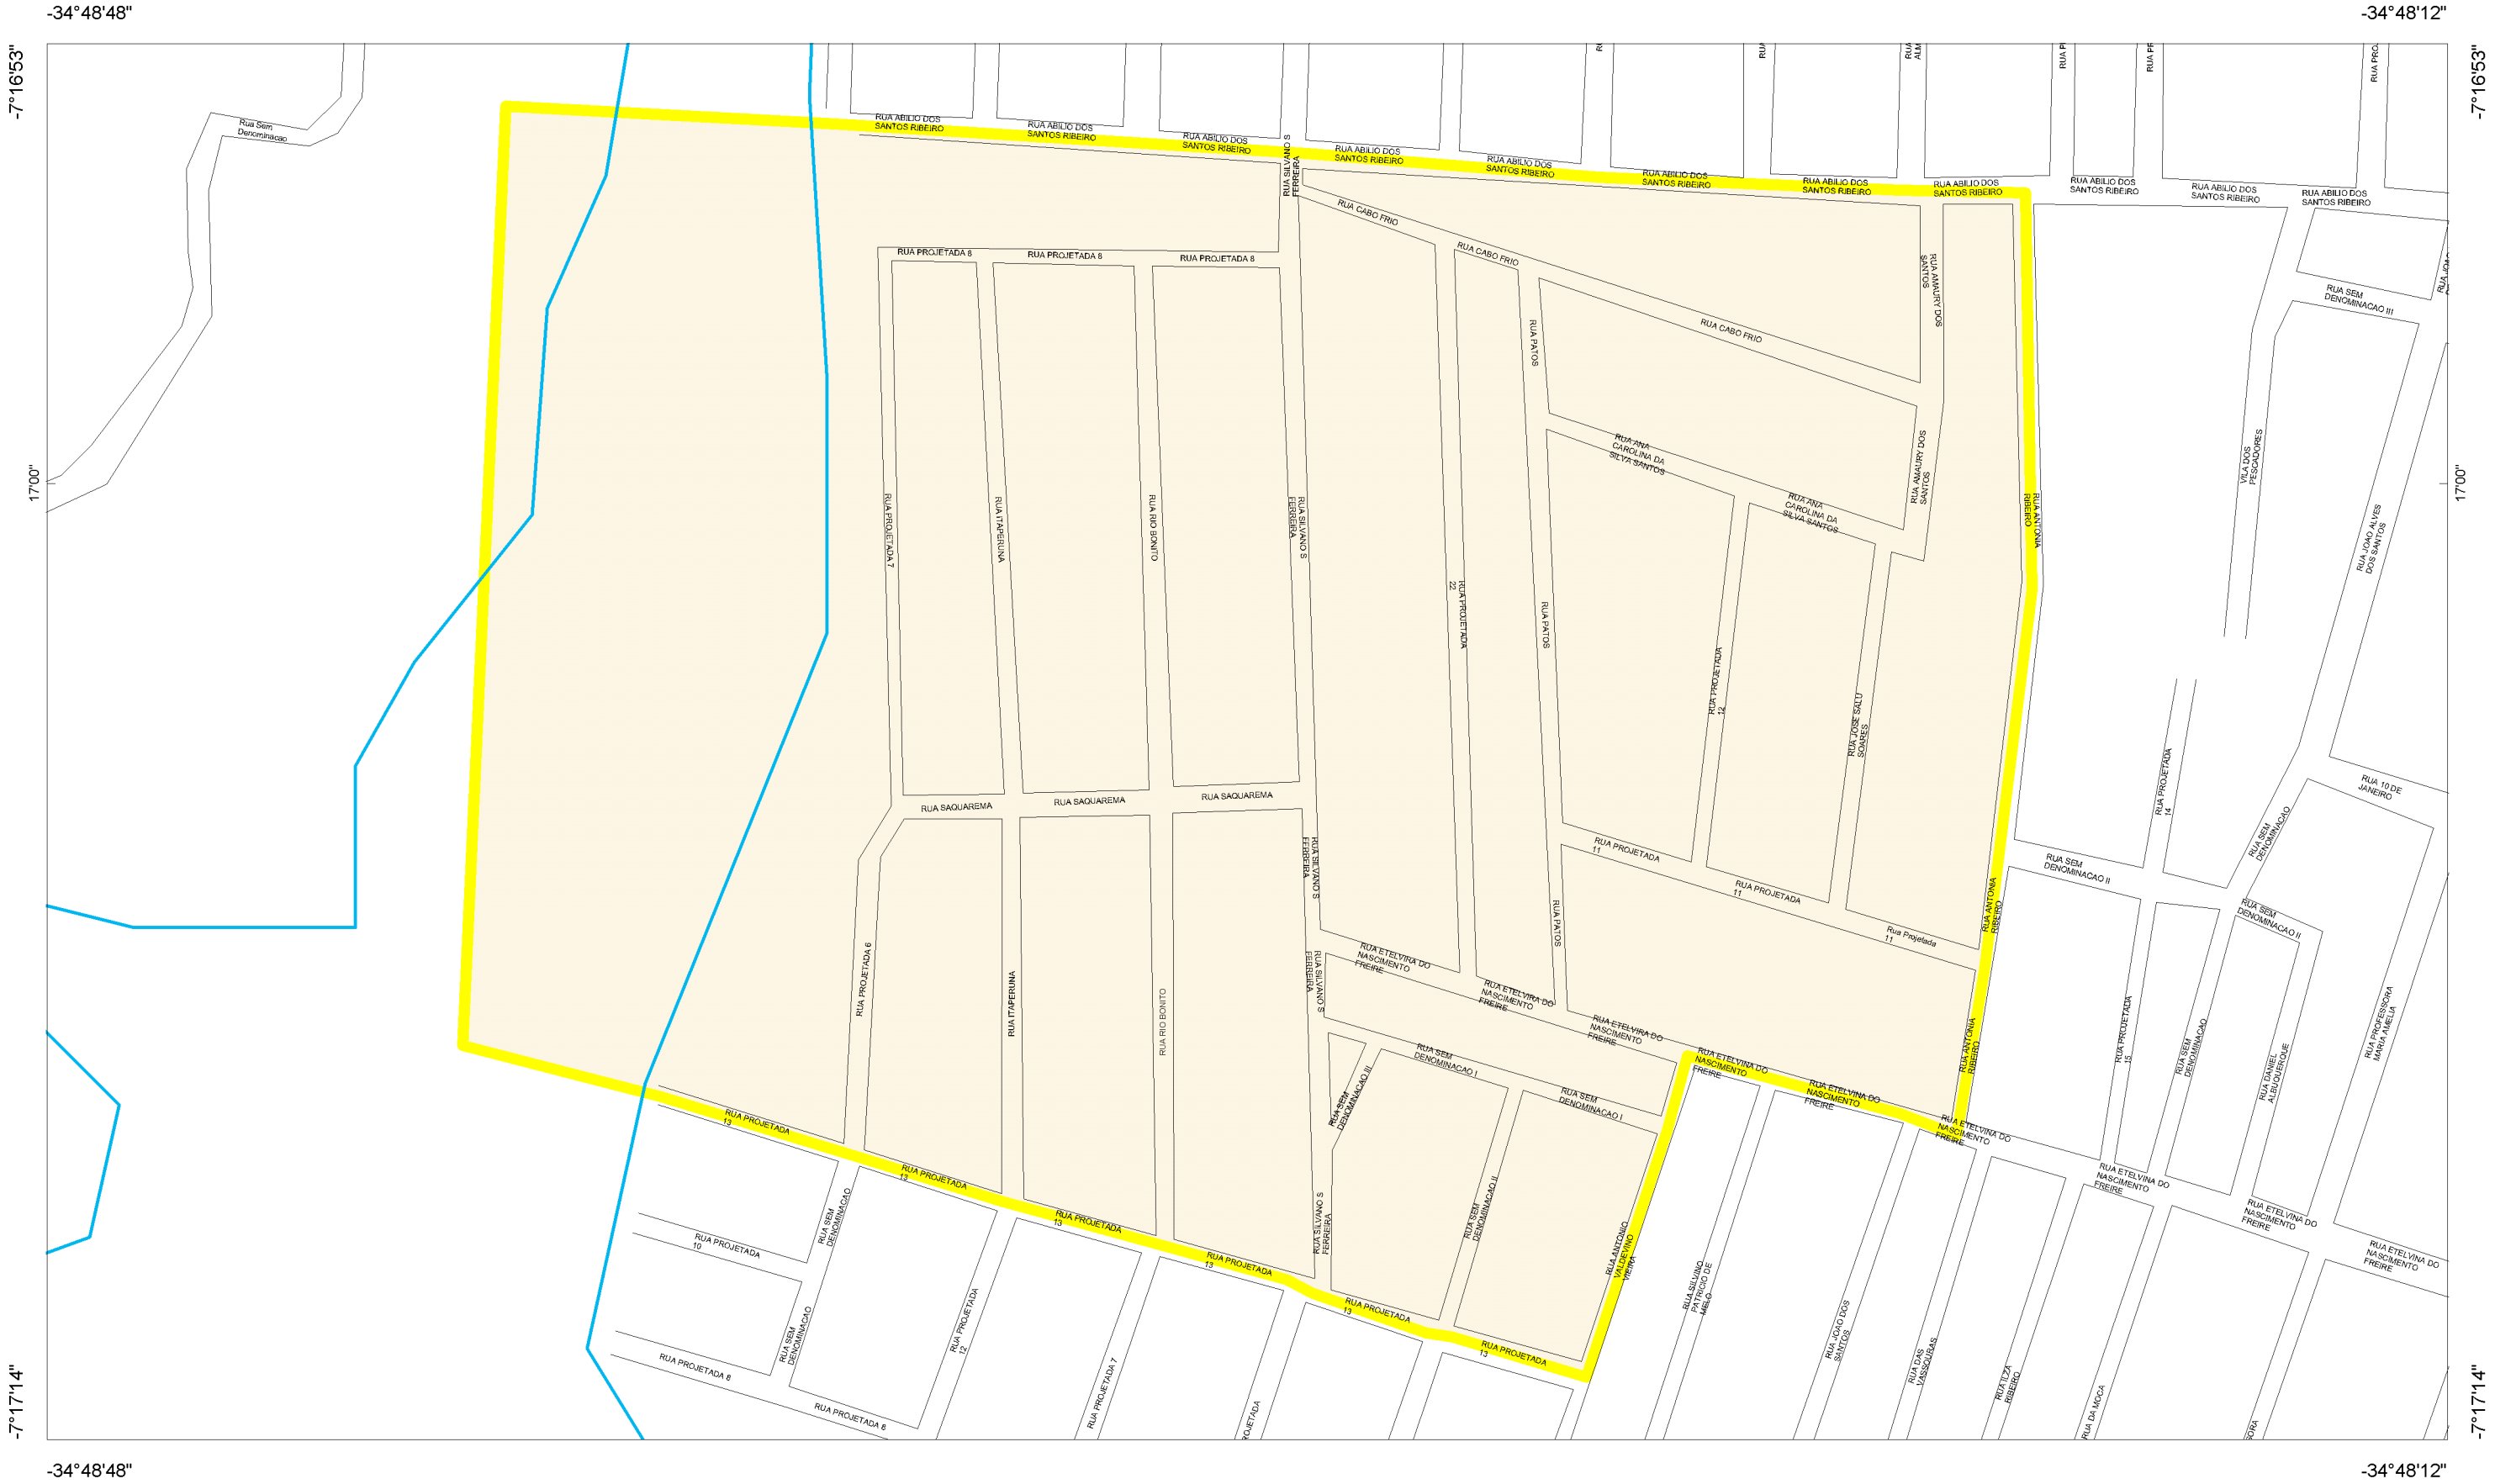 -34°48'48"
-34°48'12"
-7°16'53"
-7°16'53"
Rua Sem
Denominacao
RUA ABILIO DOS
SANTOS RIBEIRO
RUA ABILIO DOS
SANTOS RIBEIRO
RUA ABILIO DOS
SANTOS RIBEIRO
RUA ABILIO DOS
SANTOS RIBEIRO
RUA ABILIO DOS
SANTOS RIBEIRO
RUA ABILIO DOS
SANTOS RIBEIRO
RUA ABILIO DOS
SANTOS RIBEIRO
RUA ABILIO DOS
SANTOS RIBEIRO
RUA ABILIO DOS
SANTOS RIBEIRO
RUA ABILIO DOS
SANTOS RIBEIRO
RUA ABILIO DOS
SANTOS RIBEIRO
RUA SILVANO S
FERREIRA
RUA CABO FRIO
RUA CABO FRIO
RUA CABO FRIO
RUA PROJETADA 8
RUA PROJETADA 8
RUA PROJETADA 8
RUA AMAURY DOS
SANTOS
RUA SEM
DENOMINACAO III
RUA PATOS
17'00"
17'00"
RUA PROJETADA 7
RUA ITAPERUNA
RUA RIO BONITO
RUA SILVANO S
FERREIRA
RUA ANA
CAROLINA DA
SILVA SANTOS
RUA ANA
CAROLINA DA
SILVA SANTOS
RUA AMAURY DOS
SANTOS
RUA ANTONIA
RIBEIRO
VILA DOS
PESCADORES
RUA JOAO ALVES
DOS SANTOS
RUA PROJETADA
22
RUA PATOS
RUA PROJETADA
12
RUA JOSE SALU
SOARES
RUA PROJETADA
14
RUA 10 DE
JANEIRO
RUA SAQUAREMA
RUA SAQUAREMA
RUA SAQUAREMA
RUA SILVANO S
FERREIRA
RUA PROJETADA
11
RUA PROJETADA
11
Rua Projetada
11
RUA PATOS
RUA ANTONIA
RIBEIRO
RUA SEM
DENOMINACAO II
RUA SEM
DENOMINACAO
RUA SEM
DENOMINACAO II
RUA PROJETADA 6
RUA ITAPERUNA
RUA RIO BONITO
RUA SILVANO S
FERREIRA
RUA ETELVIRA DO
NASCIMENTO
FREIRE
RUA ETELVIRA DO
NASCIMENTO
FREIRE
RUA ETELVIRA DO
NASCIMENTO
FREIRE
RUA ETELVINA DO
NASCIMENTO
FREIRE
RUA ETELVINA DO
NASCIMENTO
FREIRE
RUA ETELVINA DO
NASCIMENTO
FREIRE
RUA ETELVINA DO
NASCIMENTO
FREIRE
RUA ETELVINA DO
NASCIMENTO
FREIRE
RUA ETELVINA DO
NASCIMENTO
FREIRE
RUA ANTONIA
RIBEIRO
RUA PROJETADA
15
RUA SEM
DENOMINACAO
RUA DANIEL
ALBUQUERQUE
RUA PROFESSORA
MARIA AMELIA
RUA SEM
DENOMINACAO I
RUA SEM
DENOMINACAO I
RUA SEM
DENOMINACAO III
RUA SEM
DENOMINACAO II
RUA PROJETADA
13
RUA PROJETADA
13
RUA PROJETADA
13
RUA PROJETADA
13
RUA PROJETADA
13
RUA PROJETADA
13
RUA SILVANO S
FERREIRA
RUA ANTONIO
VALDEVINO
VIEIRA
RUA SILVINO
PATRICIO DE
MELO
RUA JOAO DOS
SANTOS
RUA DAS
VASSOURAS
RUA ILZA
RIBEIRO
RUA DA MOCA
RUA SEM
DENOMINACAO
RUA PROJETADA
10
RUA SEM
DENOMINACAO
RUA PROJETADA
12
RUA PROJETADA 7
RUA PROJETADA 8
RUA PROJETADA 8
-7°17'14"
-7°17'14"
-34°48'48"
-34°48'12"